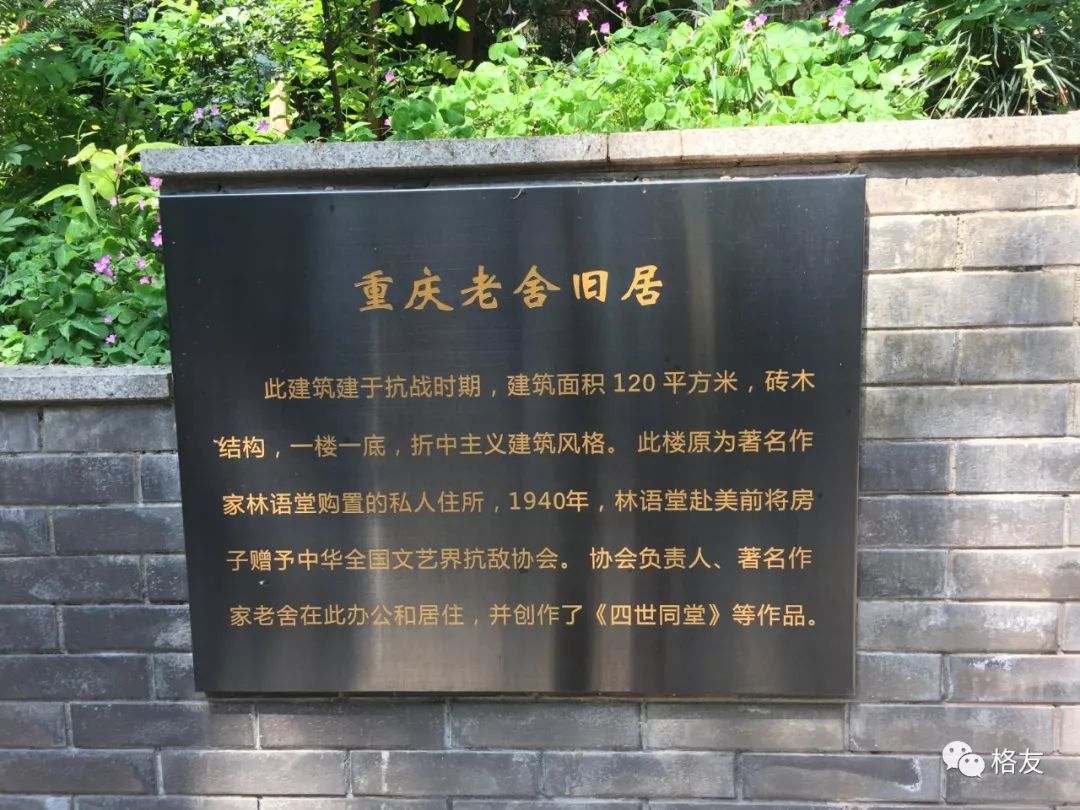 重庆老舍旧居
此建筑建于抗战时期，建筑面积 120 平方米，砖木
结构，一楼一底，折中主义建筑风格。 此楼原为著名作
家林语堂购置的私人住所，1940年，林语堂赴美前将房
子赠予中华全国文艺界抗敌协会。 协会负责人、著名作
家老舍在此办公和居住，并创作了《四世同堂》等作品。
格友